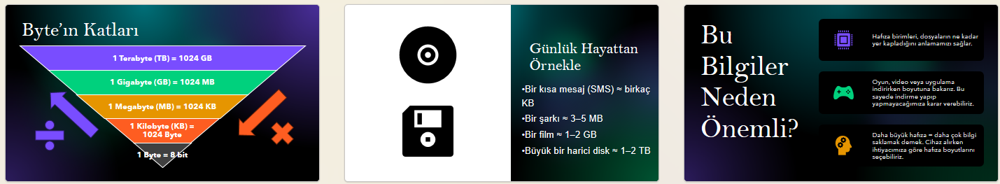 Byte’ın Katları
1 Terabyte (TB) = 1024 GB
1 Gigabyte (GB) = 1024 MB
1 Megabyte (MB) = 1024 KB
1 Kilobyte (KB) =
1024 Byte
1 Byte = 8 bit
Günlük Hayattan
Örnekle
•Bir kısa mesaj (SMS) ≈ birkaç
KB
•Bir şarkı ≈ 3–5 MB
•Bir film ≈ 1–2 GB
•Büyük bir harici disk ≈ 1–2 TB
Bu
Bilgiler
Neden
Önemli?
Hafıza birimleri, dosyaların ne kadar
yer kapladığını anlamamızı sağlar.
Oyun, video veya uygulama
indirirken boyutuna bakarız. Bu
sayede indirme yapıp
yapmayacağımıza karar verebiliriz.
Daha büyük hafıza = daha çok bilgi
saklamak demek. Cihaz alırken
ihtiyacımıza göre hafıza boyutlarını
seçebiliriz.